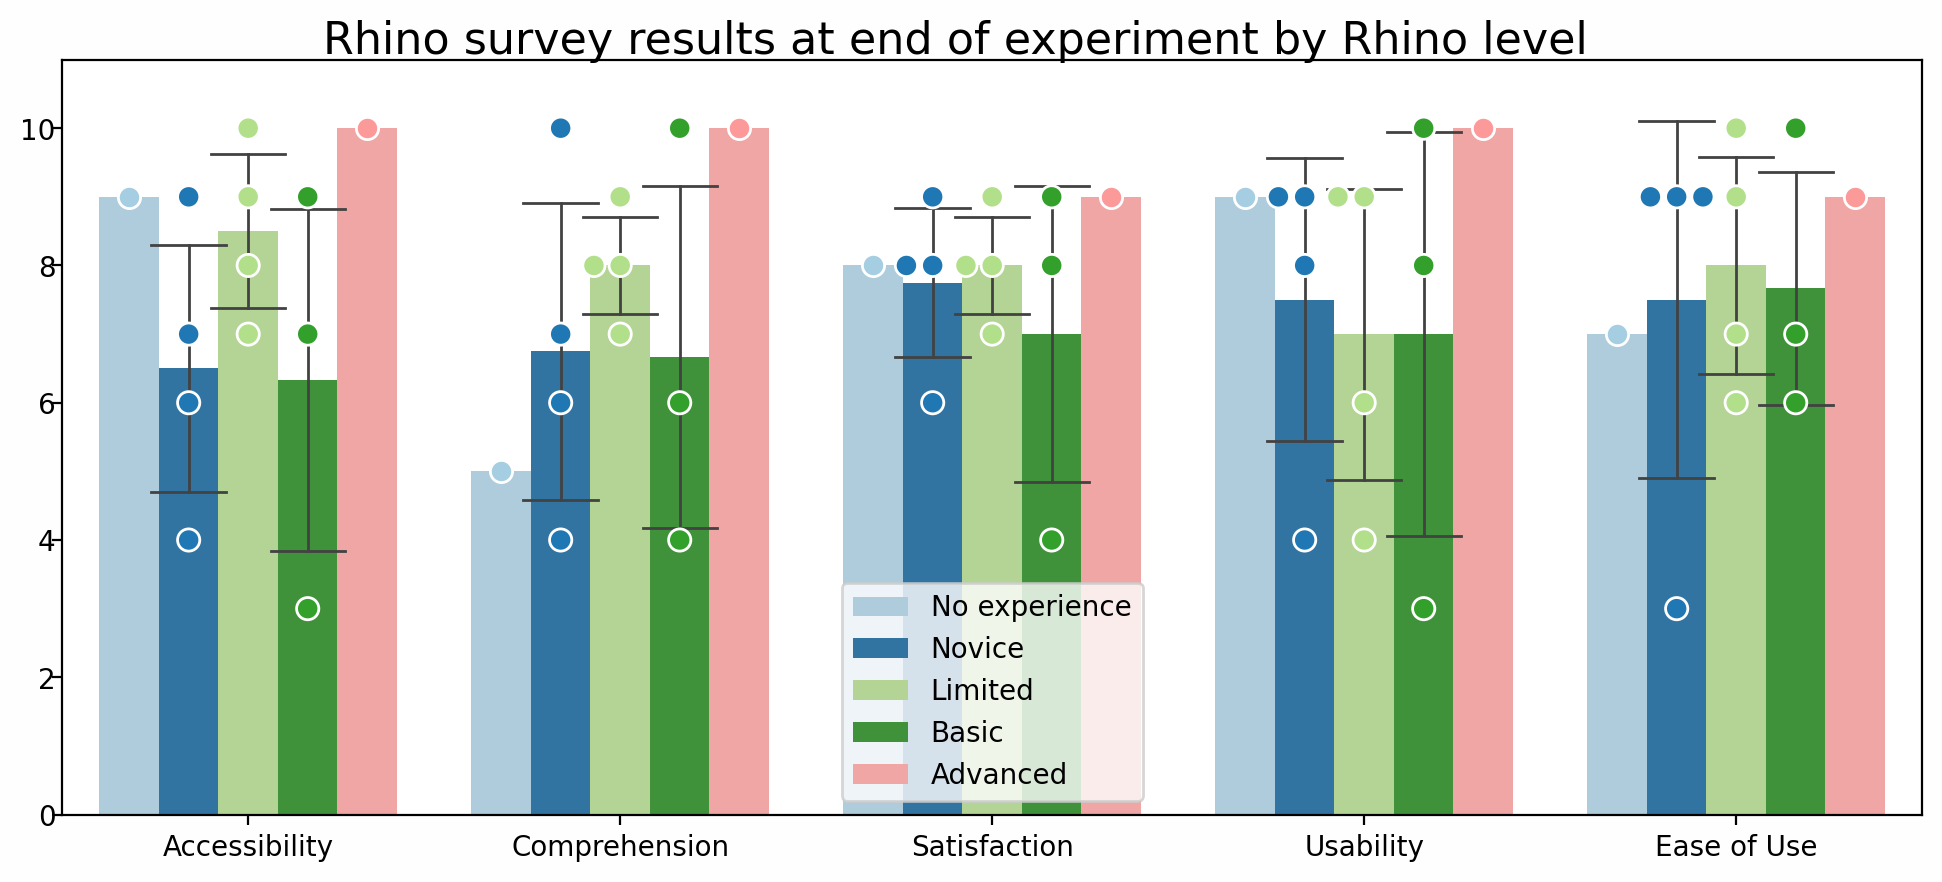 Rhino survey results at end of experiment by Rhino level
10
8
6
4
2
0
No experience
Novice
Limited
Basic
Advanced
Accessibility Comprehension Satisfaction Usability Ease of Use